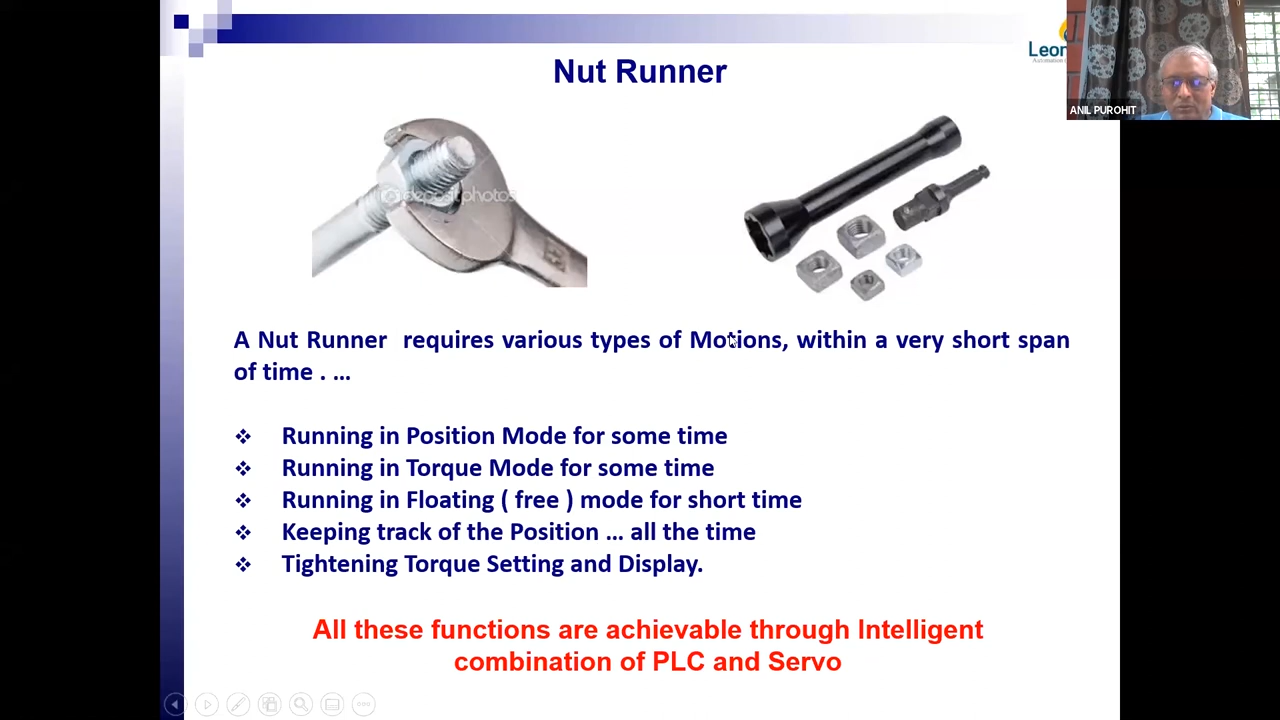 Nut Runner
Leon
ANIL PUROHIT
depositphotos
A Nut Runner requires various types of Motions, within a very short span
of time . …
❖ Running in Position Mode for some time
❖ Running in Torque Mode for some time
❖ Running in Floating ( free ) mode for short time
❖ Keeping track of the Position … all the time
❖ Tightening Torque Setting and Display.
All these functions are achievable through Intelligent
combination of PLC and Servo